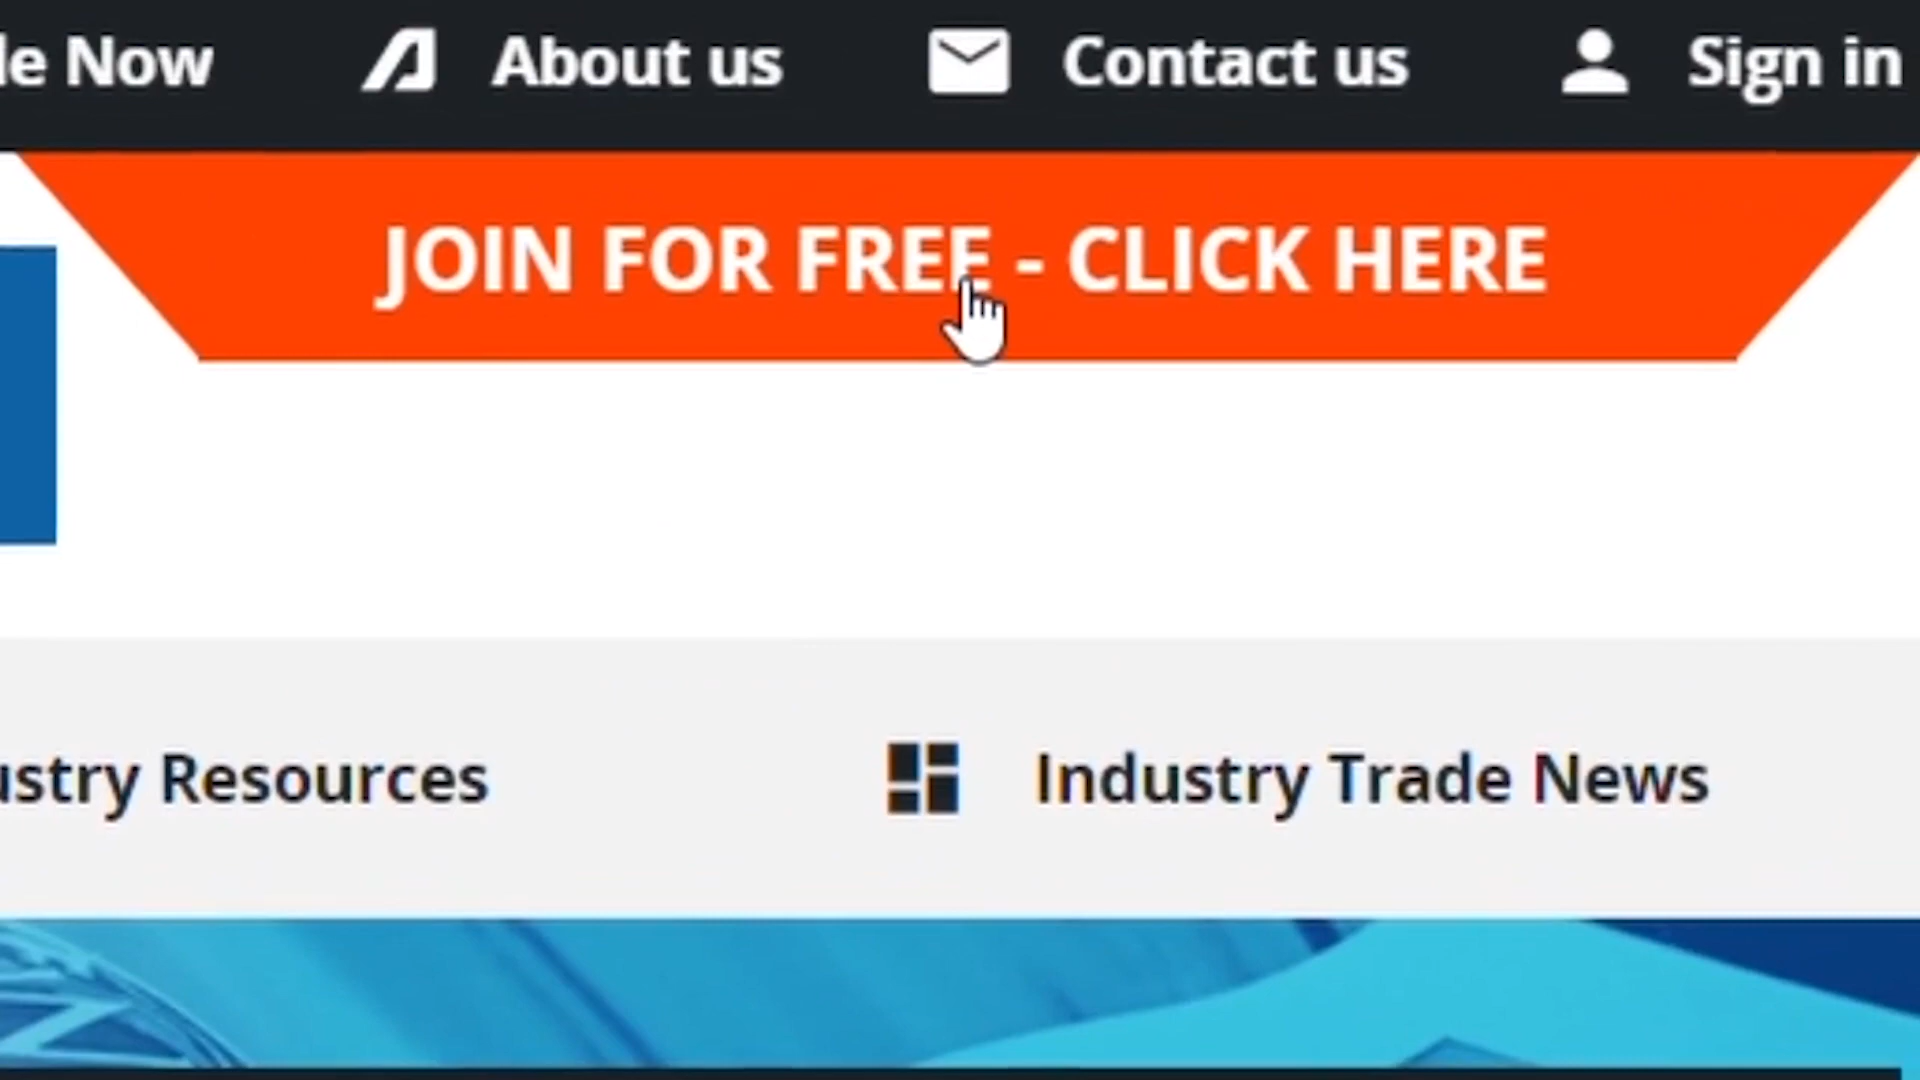 le Now About us Contact us Sign in
JOIN FOR FREE - CLICK HERE
ustry Resources Industry Trade News